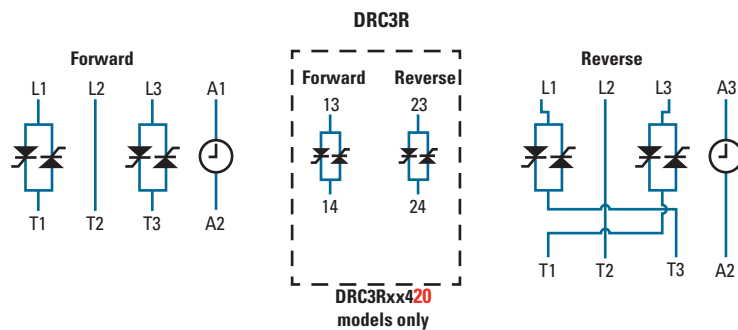 DRC3R
Forward
L1 L2 L3 A1
T1 T2 T3 A2
Forward Reverse
13 23
14 24
DRC3Rxx420
models only
Reverse
L1 L2 L3 A3
T1 T2 T3 A2